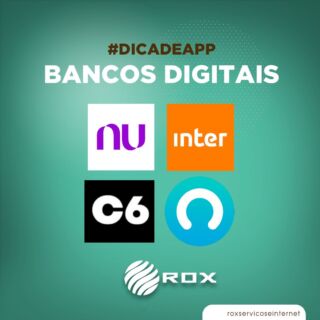 #DICADEAPP
BANCOS DIGITAIS
nu
inter
C6
ROX
roxservicoseinternet